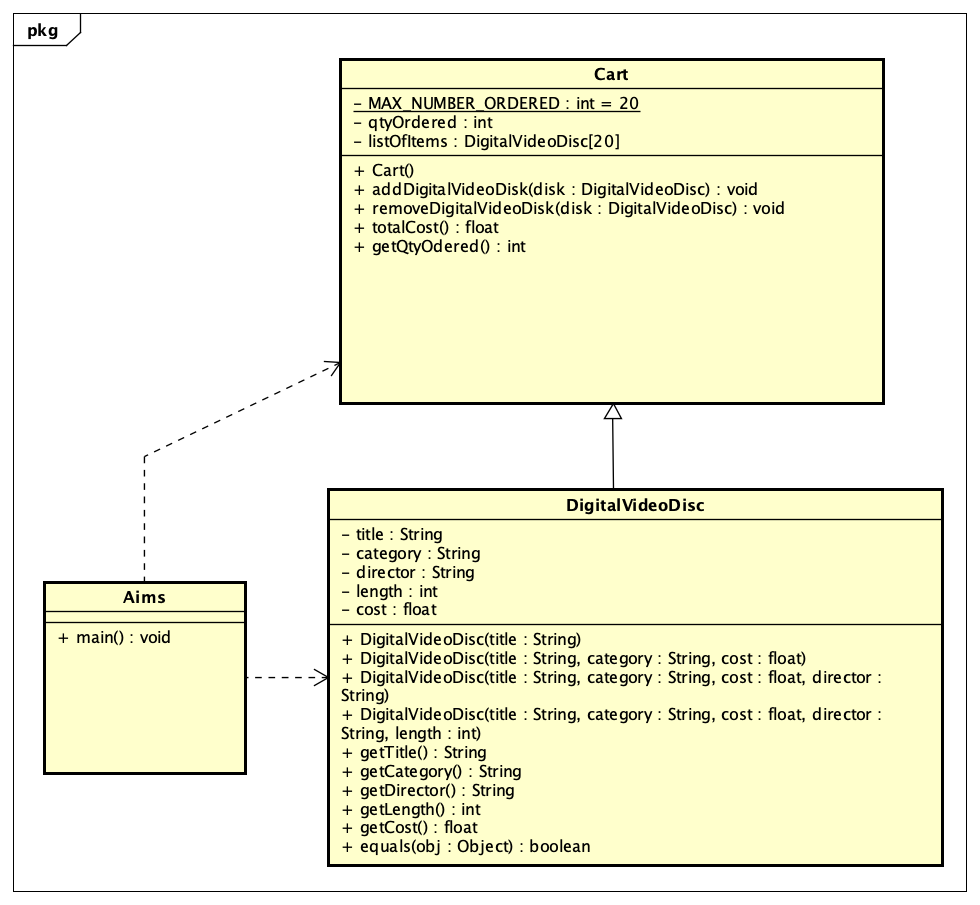 pkg
Cart
- MAX_NUMBER_ORDERED : int = 20
- qtyOrdered : int
- listOfItems : DigitalVideoDisc[20]
+ Cart()
+ addDigitalVideoDisk(disk : DigitalVideoDisc) : void
+ removeDigitalVideoDisk(disk : DigitalVideoDisc) : void
+ totalCost() : float
+ getQtyOdered() : int
DigitalVideoDisc
- title : String
- category : String
- director : String
- length : int
- cost : float
+ DigitalVideoDisc(title : String)
+ DigitalVideoDisc(title : String, category : String, cost : float)
+ DigitalVideoDisc(title : String, category : String, cost : float, director :
String)
+ DigitalVideoDisc(title : String, category : String, cost : float, director :
String, length : int)
+ getTitle() : String
+ getCategory() : String
+ getDirector() : String
+ getLength() : int
+ getCost() : float
+ equals(obj : Object) : boolean
Aims
+ main() : void